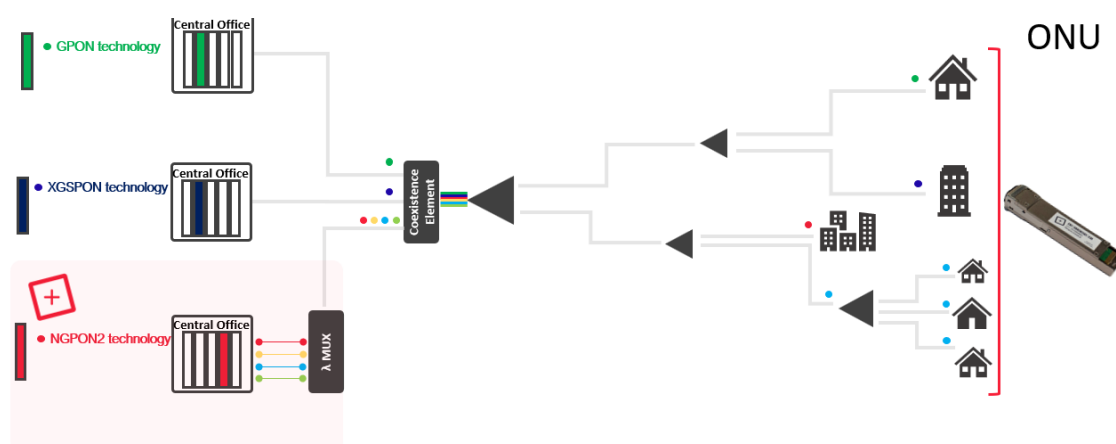 Central Office
GPON technology
ONU
Central Office
XGSPON technology
Coexistence
Element
Central Office
NGPON2 technology
λ MUX